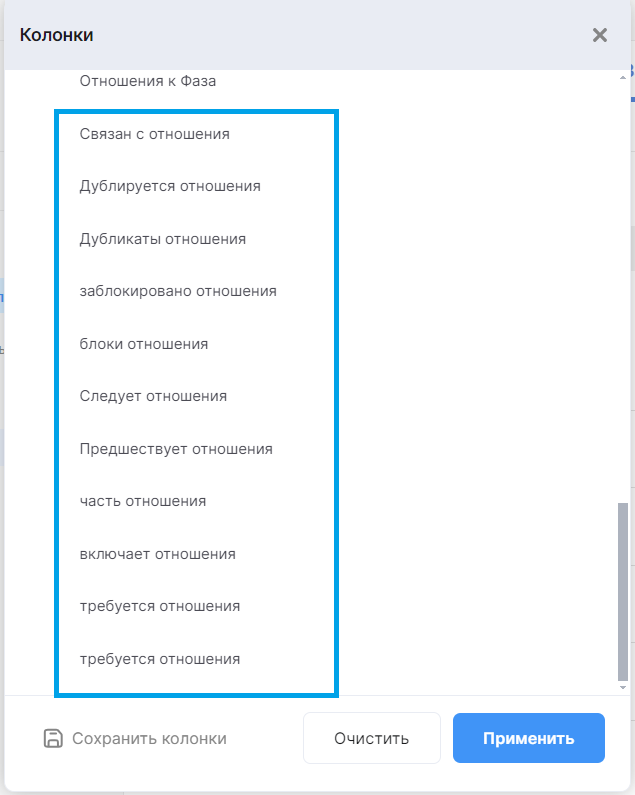 Колонки
Отношения к Фаза
Связан с отношения
Дублируется отношения
Дубликаты отношения
заблокировано отношения
блоки отношения
Следует отношения
Предшествует отношения
часть отношения
включает отношения
требуется отношения
требуется отношения
Сохранить колонки
Очистить
Применить